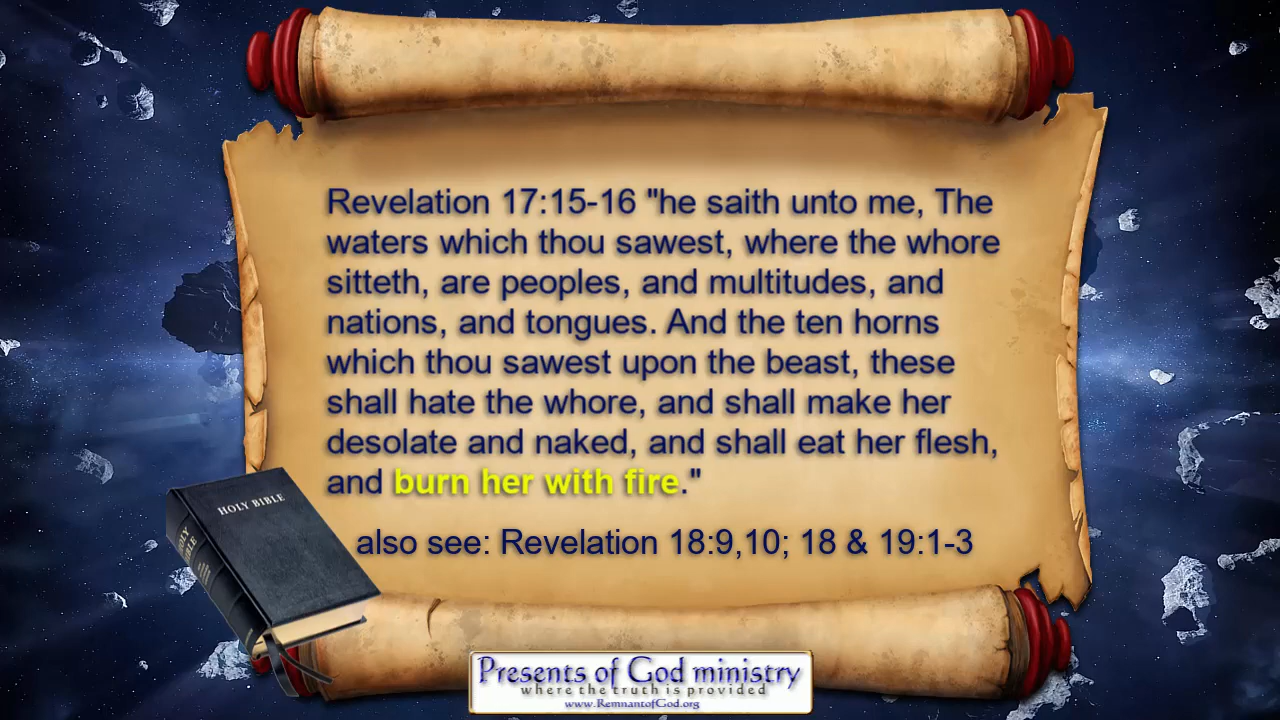 Revelation 17:15-16 "he saith unto me, The
waters which thou sawest, where the whore
sitteth, are peoples, and multitudes, and
nations, and tongues. And the ten horns
which thou sawest upon the beast, these
shall hate the whore, and shall make her
desolate and naked, and shall eat her flesh,
and burn her with fire."
also see: Revelation 18:9,10; 18 & 19:1-3
HOLY BIBLE
HOLY BIBLE
Presents of God ministry
where the truth is provided
www.RemnantofGod.org